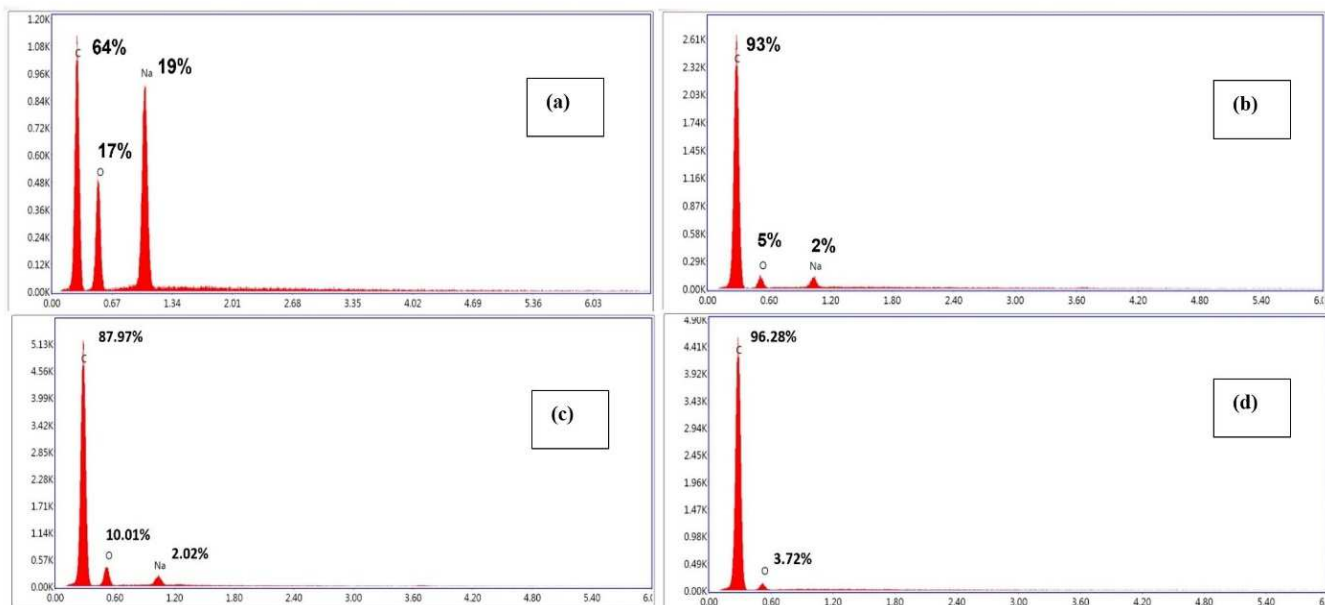 1.20K
1.08K
0.96K
0.84K
0.72K
0.60K
0.48K
0.36K
0.24K
0.12K
0.00K
C
64%
O
17%
Na
19%
(a)
0.00 0.67 1.34 2.01 2.68 3.35 4.02 4.69 5.36 6.03
2.61K
2.32K
2.03K
1.74K
1.45K
1.16K
0.87K
0.58K
0.29K
0.00K
C
93%
O
5%
Na
2%
(b)
0.00 0.60 1.20 1.80 2.40 3.00 3.60 4.20 4.80 5.40 6.0
5.13K
4.56K
3.99K
3.42K
2.85K
2.28K
1.71K
1.14K
0.57K
0.00K
C
87.97%
O
10.01%
Na
2.02%
(c)
0.00 0.60 1.20 1.80 2.40 3.00 3.60 4.20 4.80 5.40 6.0
4.90K
4.41K
3.92K
3.43K
2.94K
2.45K
1.96K
1.47K
0.98K
0.49K
0.00K
C
96.28%
O
3.72%
(d)
0.00 0.60 1.20 1.80 2.40 3.00 3.60 4.20 4.80 5.40 6.0